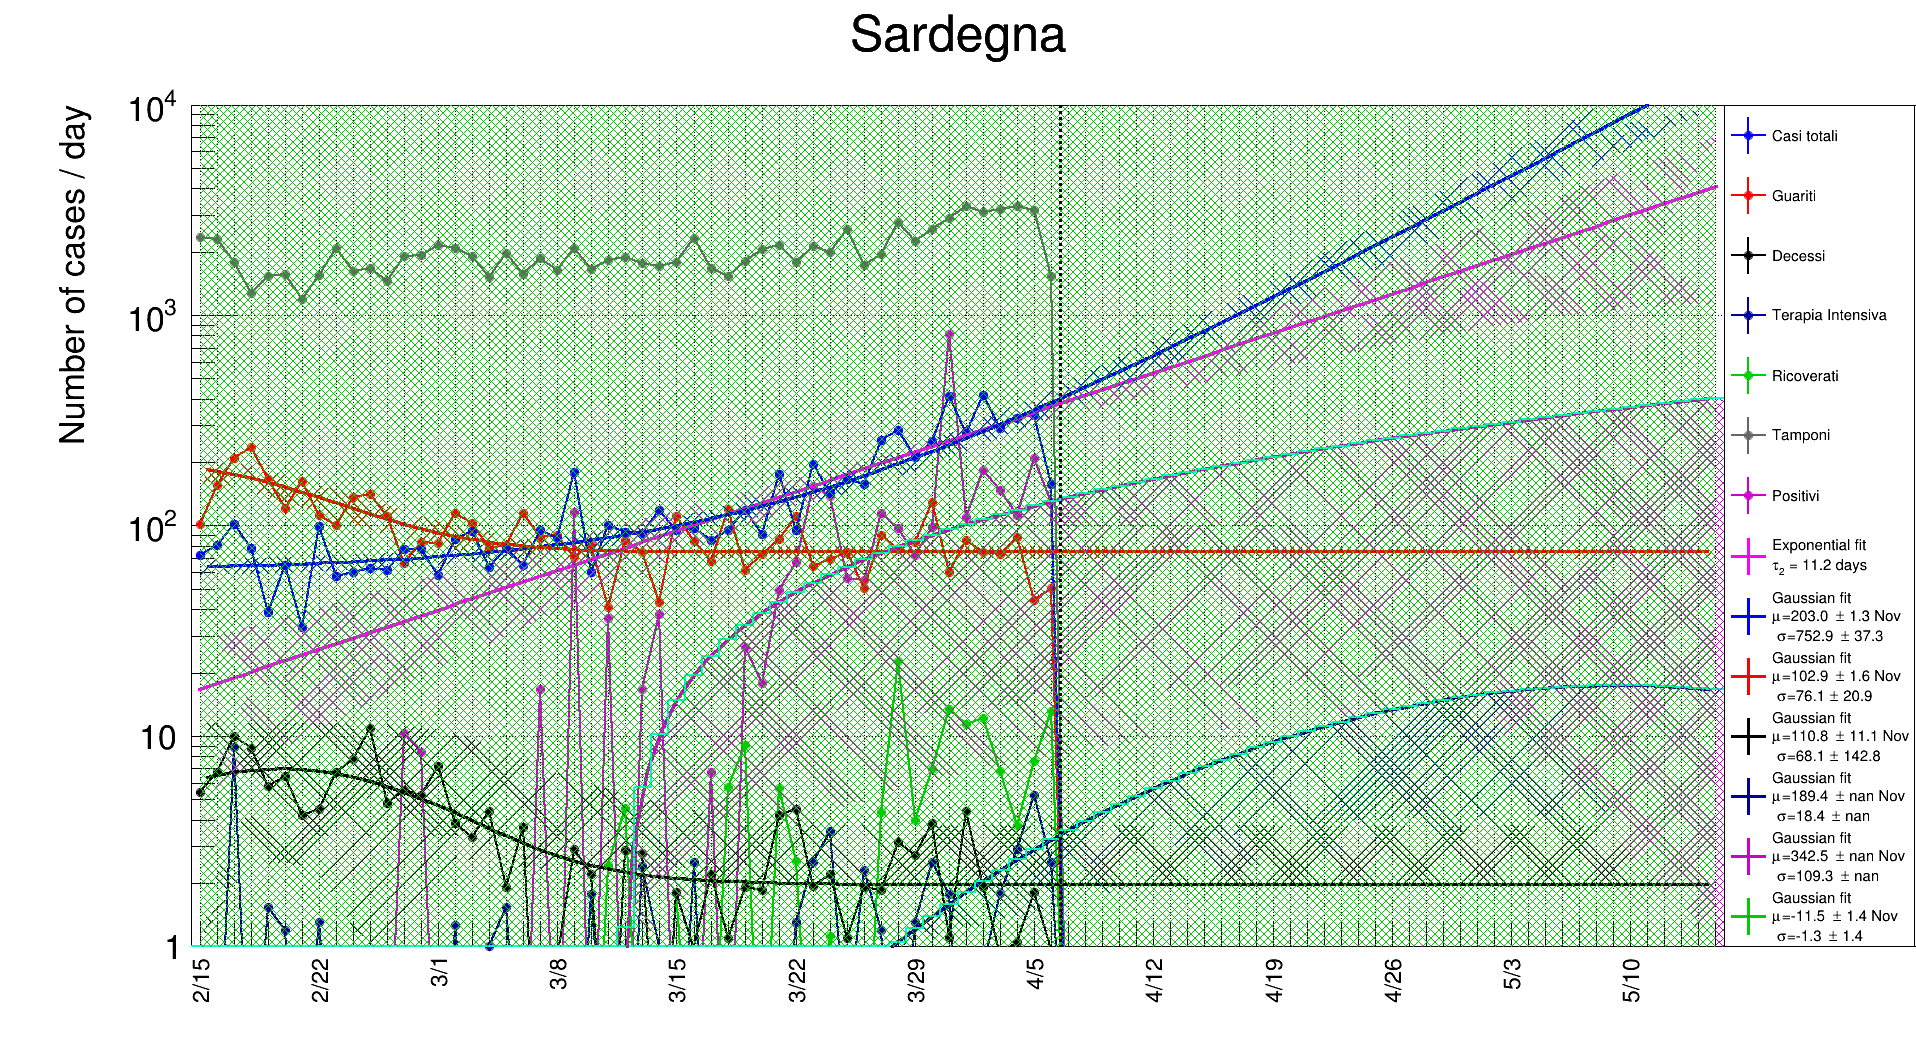 Sardegna
Number of cases / day
10^4
10^3
10^2
10
1
2/15
2/22
3/1
3/8
3/15
3/22
3/29
4/5
4/12
4/19
4/26
5/3
5/10
Casi totali
Guariti
Decessi
Terapia Intensiva
Ricoverati
Tamponi
Positivi
Exponential fit
τ₂ = 11.2 days
Gaussian fit
μ=203.0 ± 1.3 Nov
σ=752.9 ± 37.3
Gaussian fit
μ=102.9 ± 1.6 Nov
σ=76.1 ± 20.9
Gaussian fit
μ=110.8 ± 11.1 Nov
σ=68.1 ± 142.8
Gaussian fit
μ=189.4 ± nan Nov
σ=18.4 ± nan
Gaussian fit
μ=342.5 ± nan Nov
σ=109.3 ± nan
Gaussian fit
μ=-11.5 ± 1.4 Nov
σ=-1.3 ± 1.4